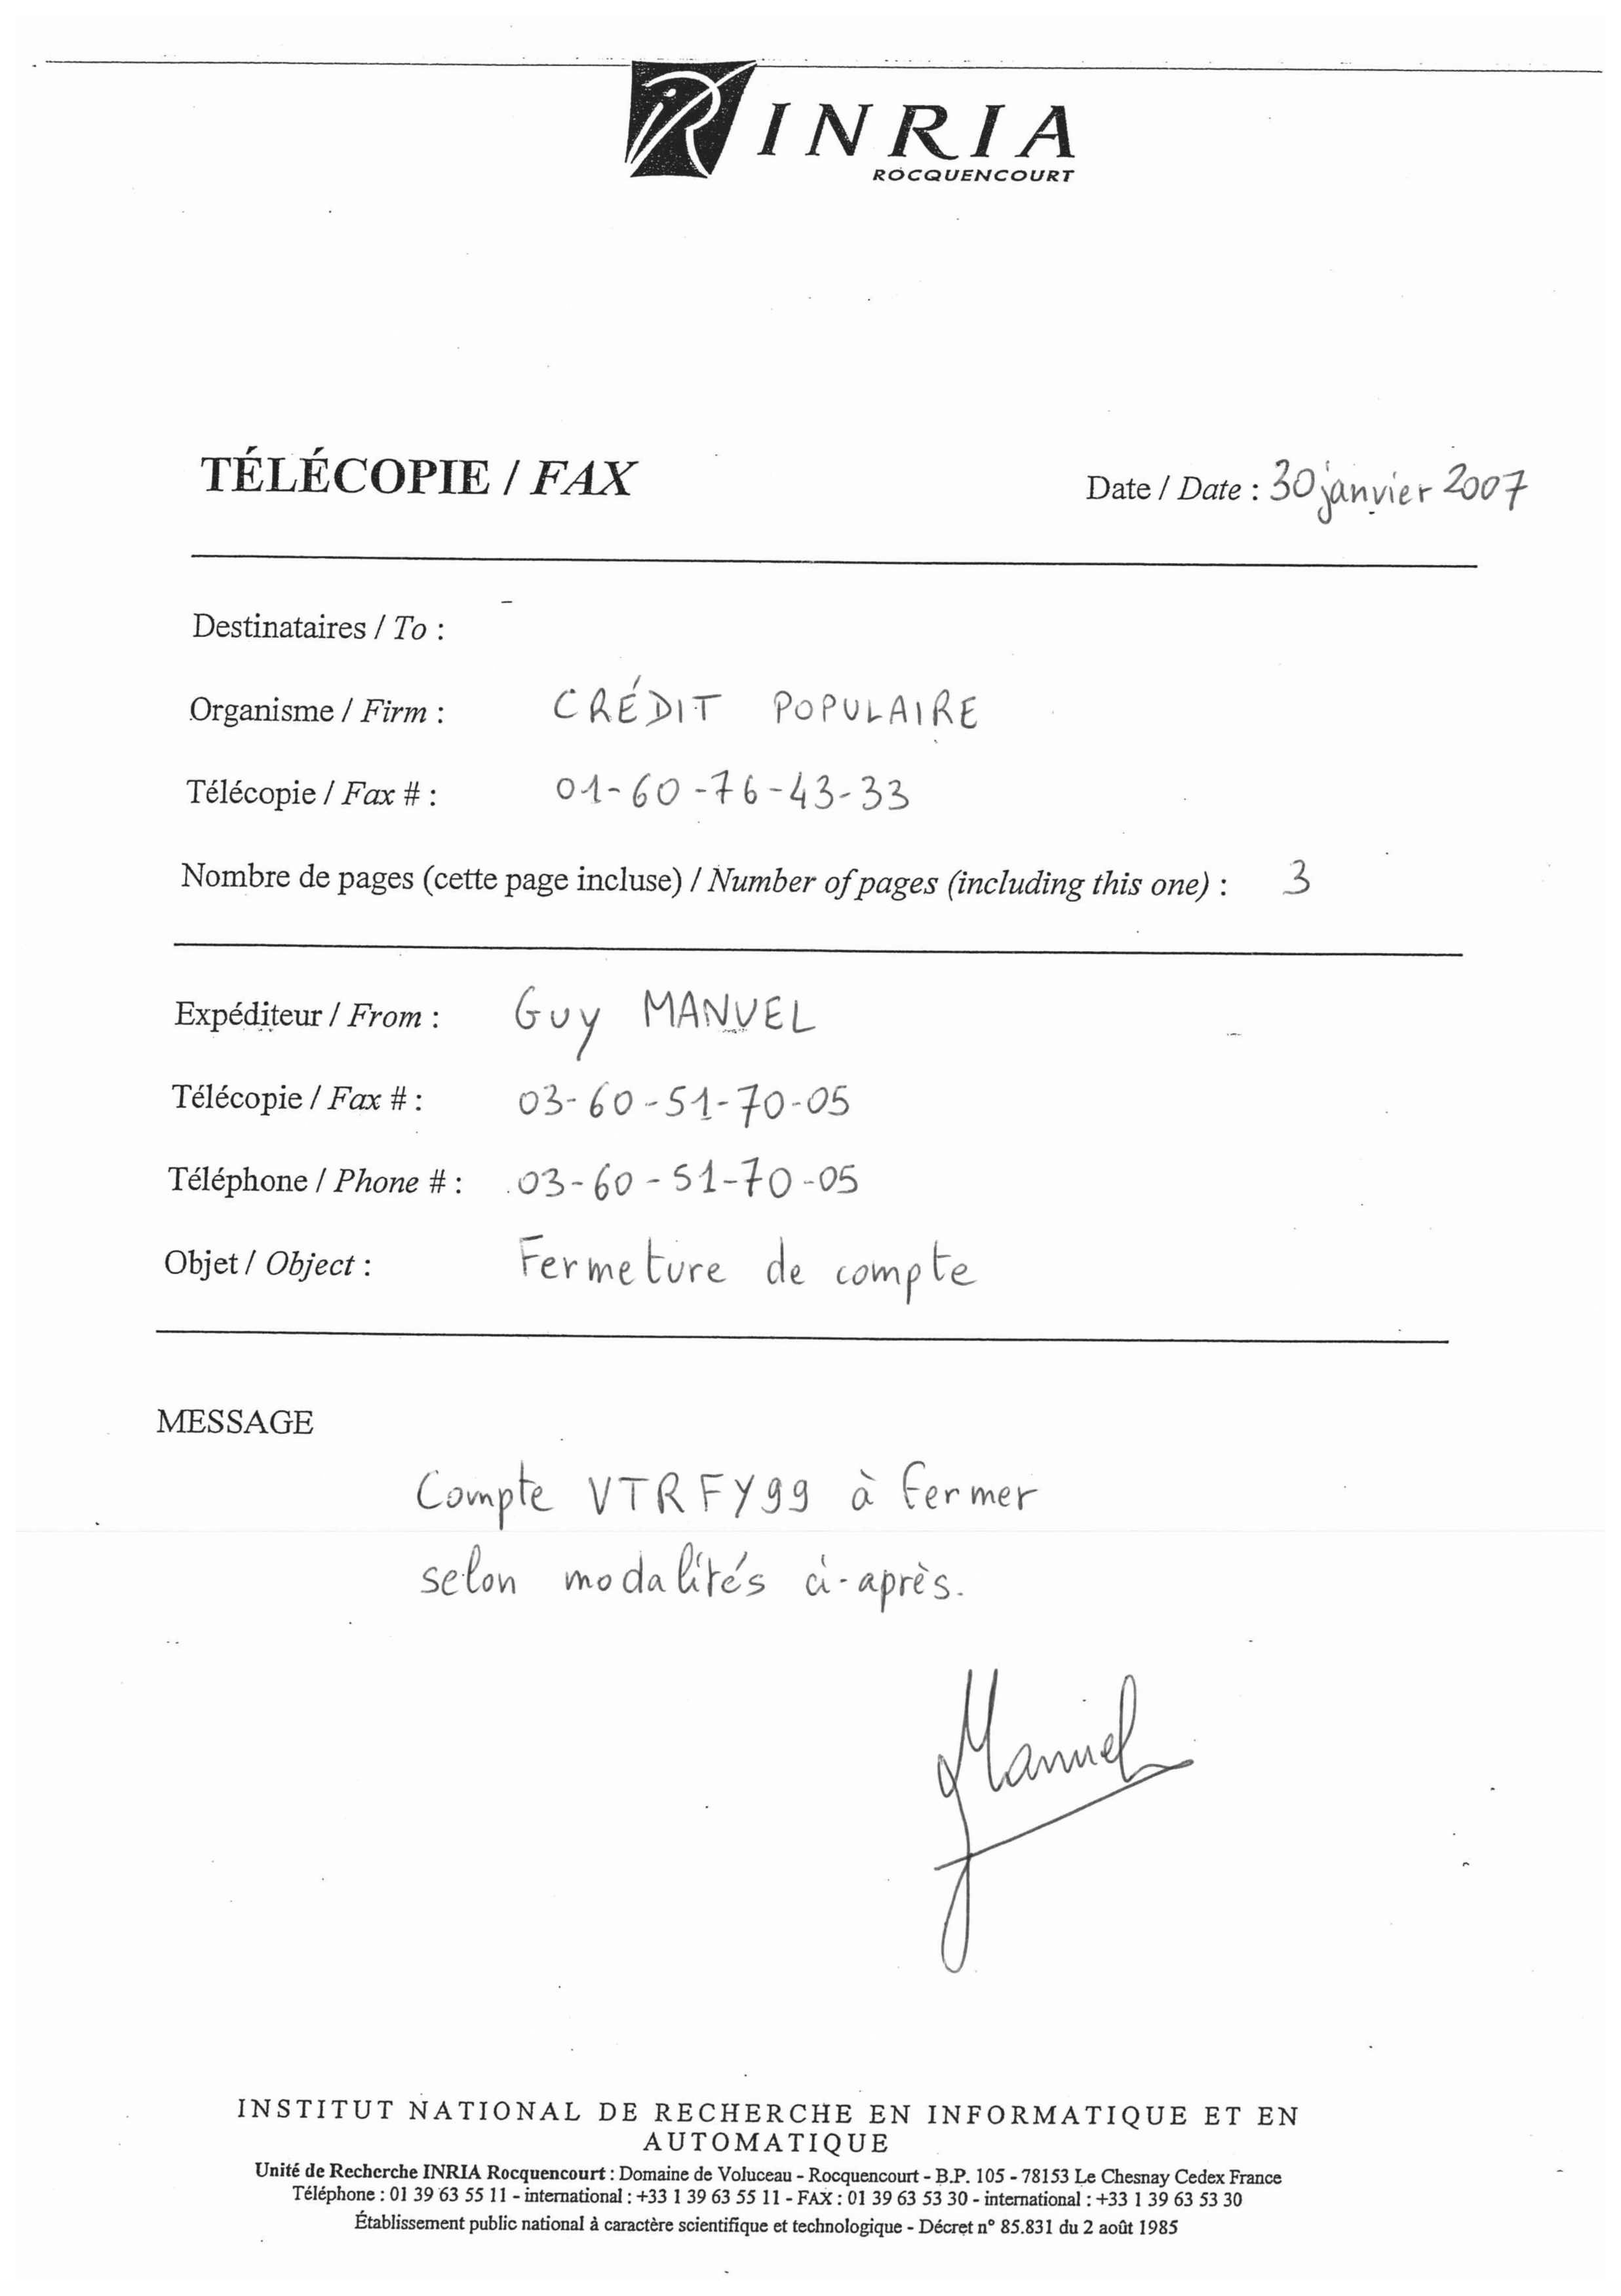 INRIA
ROCQUENCOURT
TÉLÉCOPIE / FAX
Date / Date : 30 janvier 2007
Destinataires / To :
Organisme / Firm : CRÉDIT POPULAIRE
Télécopie / Fax # : 01-60-76-43-33
Nombre de pages (cette page incluse) / Number of pages (including this one) : 3
Expéditeur / From : Guy MANUEL
Télécopie / Fax # : 03-60-51-70-05
Téléphone / Phone # : 03-60-51-70-05
Objet / Object : Fermeture de compte
MESSAGE
Compte VTRFY99 à fermer
selon modalités ci-après.
Manuel
INSTITUT NATIONAL DE RECHERCHE EN INFORMATIQUE ET EN
AUTOMATIQUE
Unité de Recherche INRIA Rocquencourt : Domaine de Voluceau - Rocquencourt - B.P. 105 - 78153 Le Chesnay Cedex France
Téléphone : 01 39 63 55 11 - international : +33 1 39 63 55 11 - FAX : 01 39 63 53 30 - international : +33 1 39 63 53 30
Établissement public national à caractère scientifique et technologique - Décret n° 85.831 du 2 août 1985